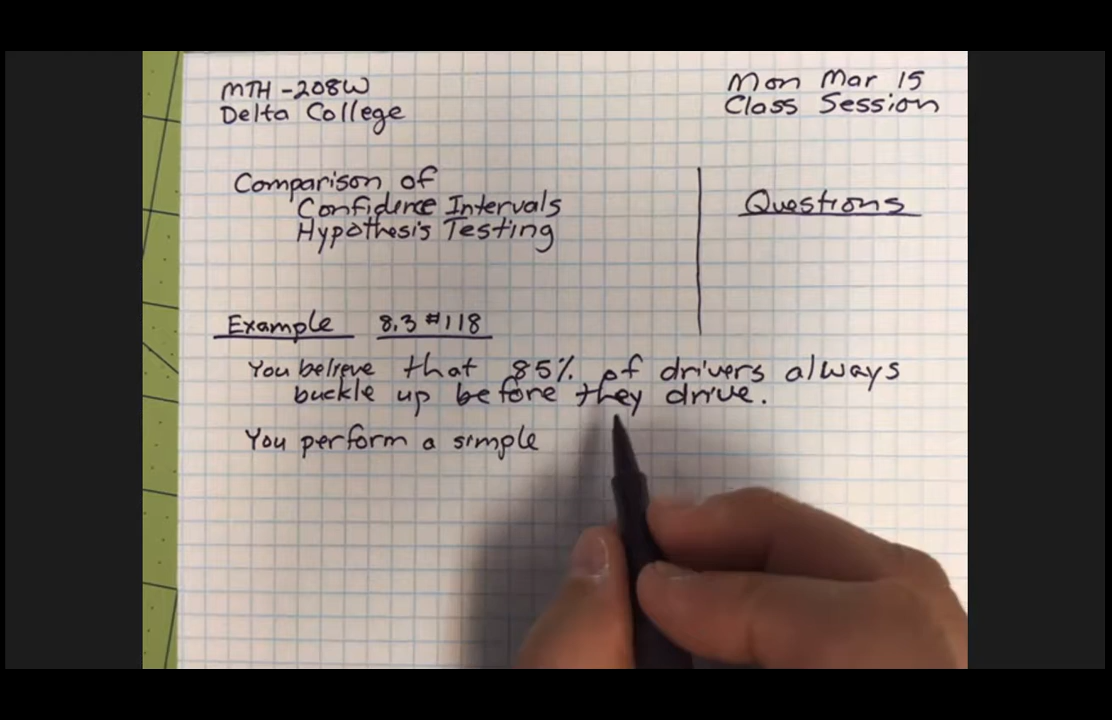 MTH-208W
Delta College
Mon Mar 15
Class Session
Comparison of
Confidence Intervals
Hypothesis Testing
Questions
Example 8.3 #118
You believe that 85% of drivers always
buckle up before they drive.
You perform a simple